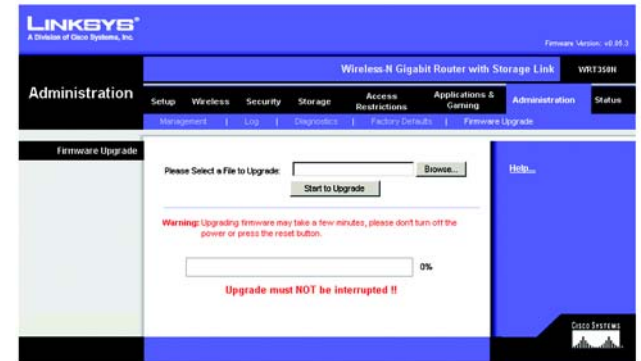 LINKSYS®
A Division of Cisco Systems, Inc.
Firmware Version: v0.05.3
Wireless-N Gigabit Router with Storage Link WRT350N
Administration
Setup Wireless Security Storage Access Restrictions Applications & Gaming Administration Status
Management | Log | Diagnostics | Factory Defaults | Firmware Upgrade
Firmware Upgrade
Please Select a File to Upgrade: Browse...
Help...
Start to Upgrade
Warning: Upgrading firmware may take a few minutes, please don't turn off the
power or press the reset button.
0%
Upgrade must NOT be interrupted !!
CISCO SYSTEMS